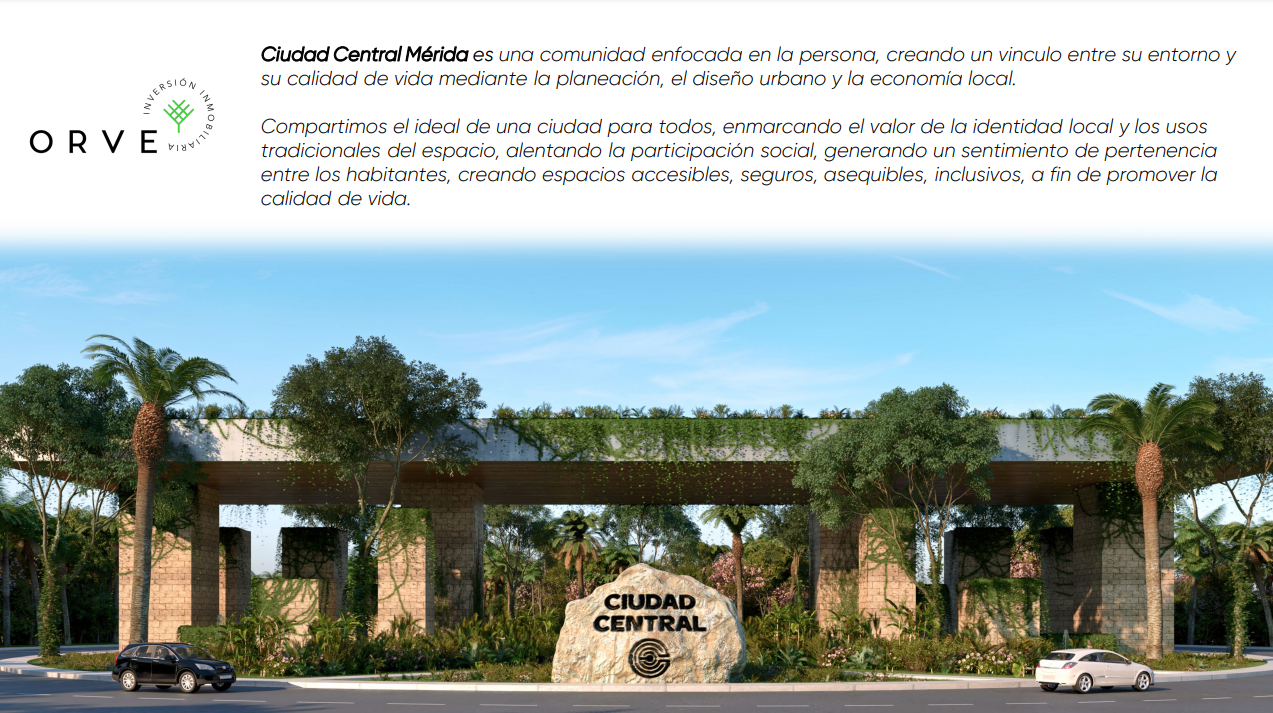 ORVE
INVERSIÓN INMOBILIARIA
Ciudad Central Mérida es una comunidad enfocada en la persona, creando un vinculo entre su entorno y
su calidad de vida mediante la planeación, el diseño urbano y la economía local.
Compartimos el ideal de una ciudad para todos, enmarcando el valor de la identidad local y los usos
tradicionales del espacio, alentando la participación social, generando un sentimiento de pertenencia
entre los habitantes, creando espacios accesibles, seguros, asequibles, inclusivos, a fin de promover la
calidad de vida.
CIUDAD
CENTRAL